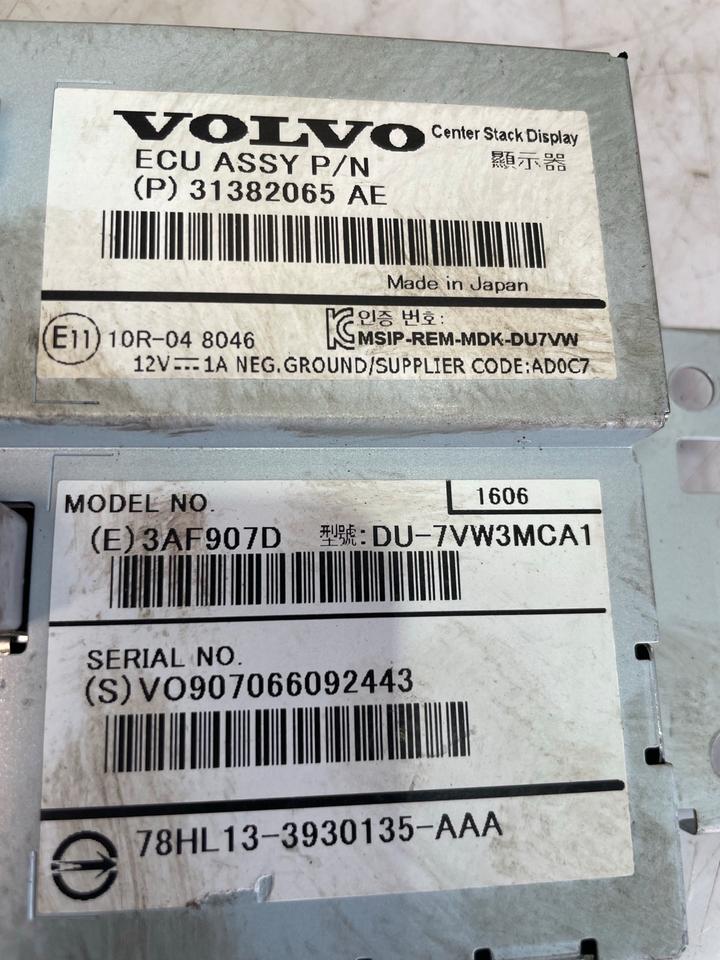 VOLVO Center Stack Display
ECU ASSY P/N 顯示器
(P) 31382065 AE
Made in Japan
E11 10R-04 8046 KC 인증 번호:
MSIP-REM-MDK-DU7VW
12V⎓1A NEG.GROUND/SUPPLIER CODE:AD0C7
MODEL NO. 1606
(E)3AF907D 型號:DU-7VW3MCA1
SERIAL NO.
(S)VO907066092443
78HL13-3930135-AAA